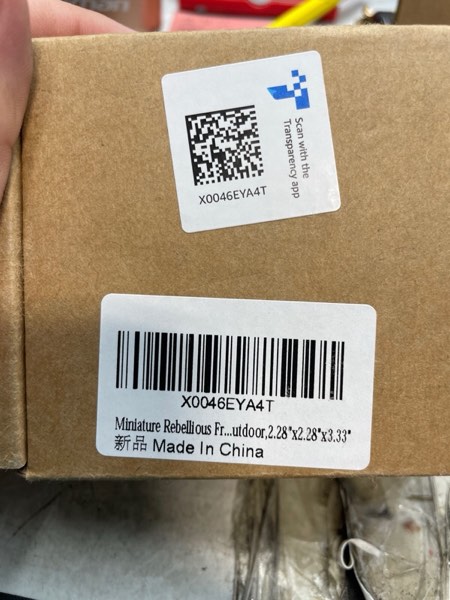 Scan with the
Transparency app
X0046EYA4T
X0046EYA4T
Miniature Rebellious Fr...utdoor,2.28"x2.28"x3.33"
新品 Made In China